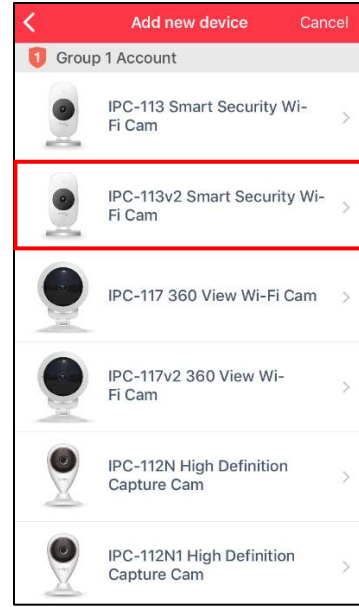 Add new device
Cancel
1
Group 1 Account
IPC-113 Smart Security Wi-
Fi Cam
IPC-113v2 Smart Security Wi-
Fi Cam
IPC-117 360 View Wi-Fi Cam
IPC-117v2 360 View Wi-
Fi Cam
IPC-112N High Definition
Capture Cam
IPC-112N1 High Definition
Capture Cam